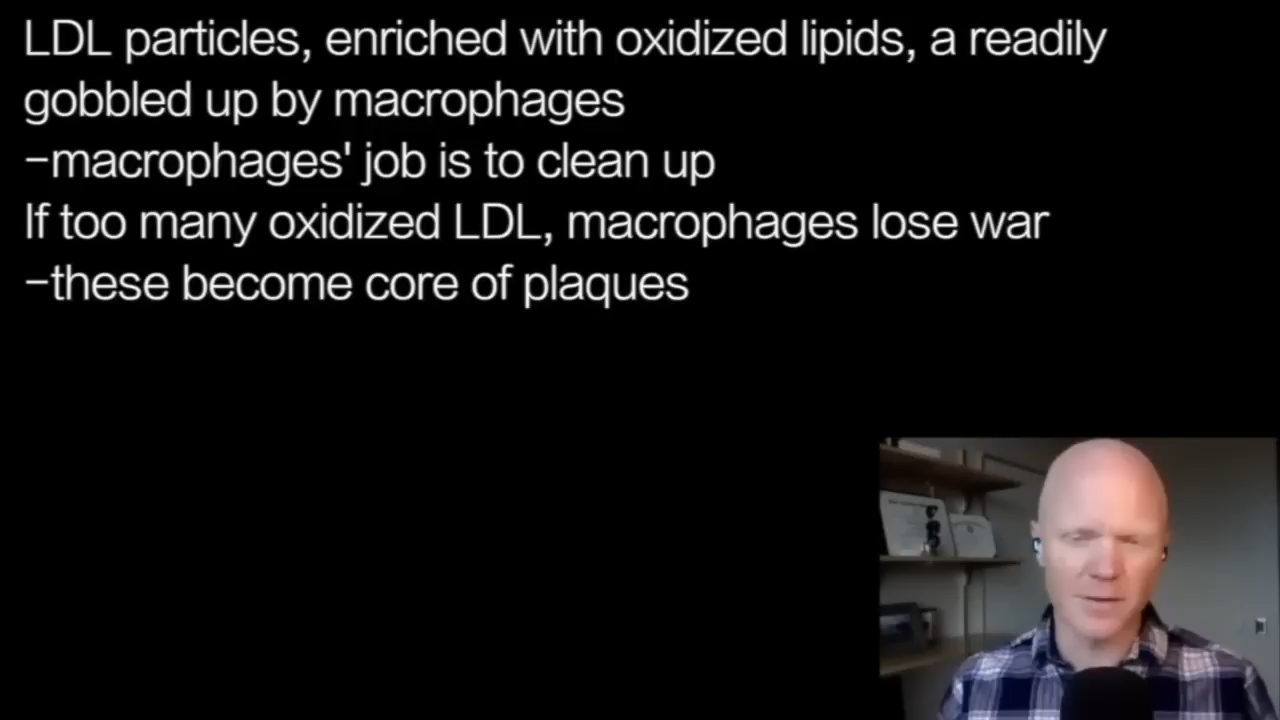 LDL particles, enriched with oxidized lipids, a readily
gobbled up by macrophages
−macrophages' job is to clean up
If too many oxidized LDL, macrophages lose war
−these become core of plaques